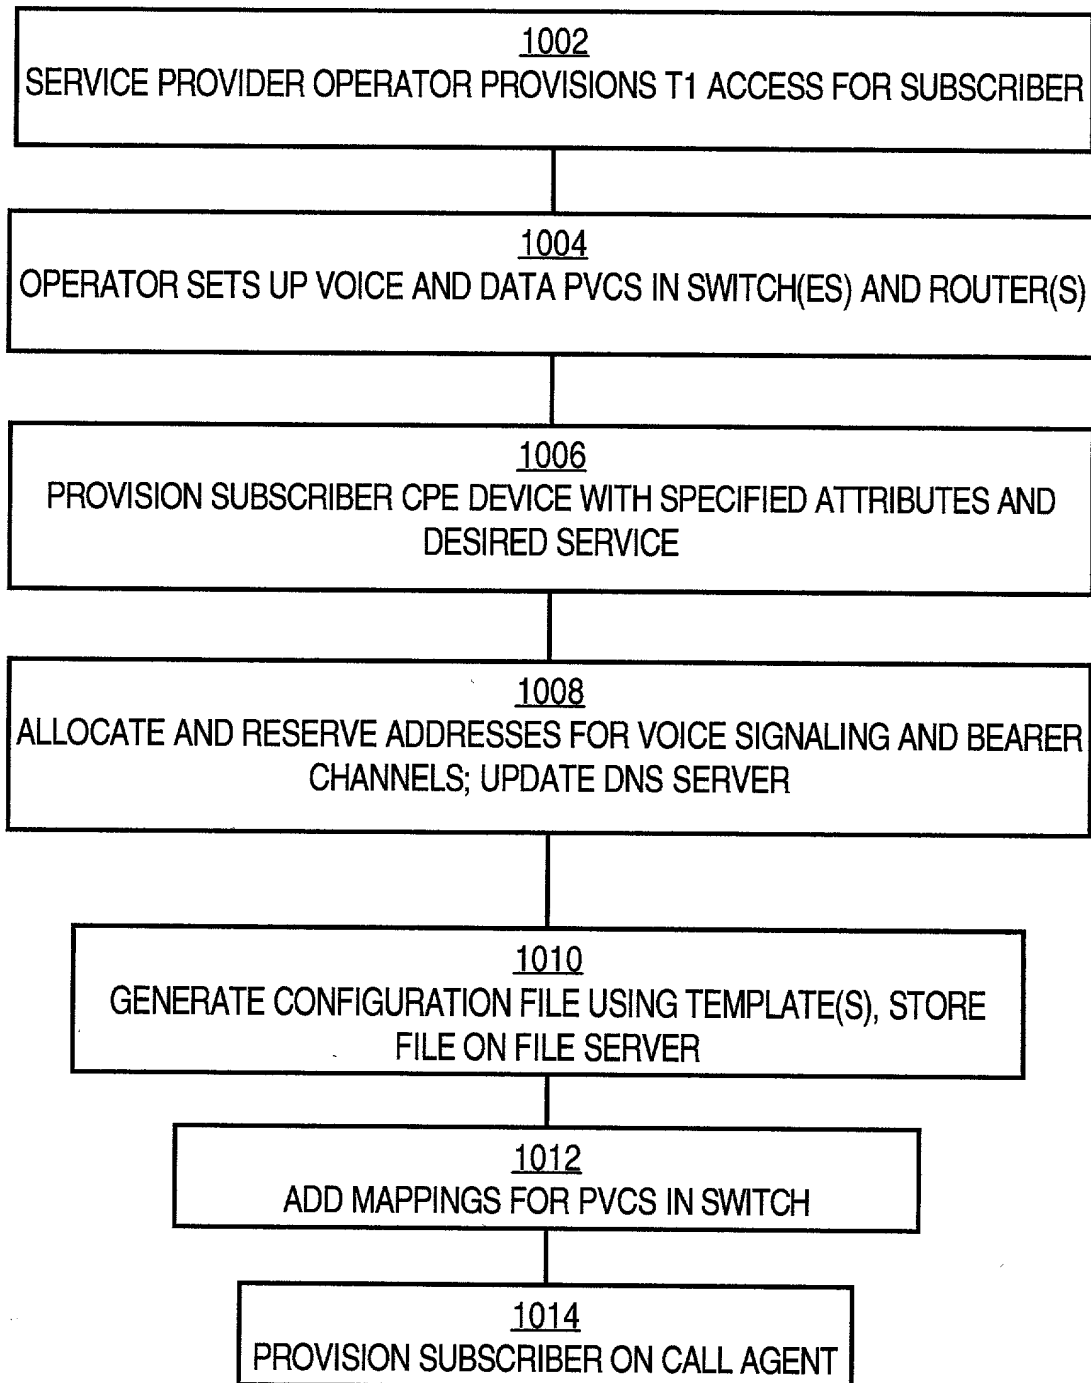 1002
SERVICE PROVIDER OPERATOR PROVISIONS T1 ACCESS FOR SUBSCRIBER
1004
OPERATOR SETS UP VOICE AND DATA PVCS IN SWITCH(ES) AND ROUTER(S)
1006
PROVISION SUBSCRIBER CPE DEVICE WITH SPECIFIED ATTRIBUTES AND
DESIRED SERVICE
1008
ALLOCATE AND RESERVE ADDRESSES FOR VOICE SIGNALING AND BEARER
CHANNELS; UPDATE DNS SERVER
1010
GENERATE CONFIGURATION FILE USING TEMPLATE(S), STORE
FILE ON FILE SERVER
1012
ADD MAPPINGS FOR PVCS IN SWITCH
1014
PROVISION SUBSCRIBER ON CALL AGENT